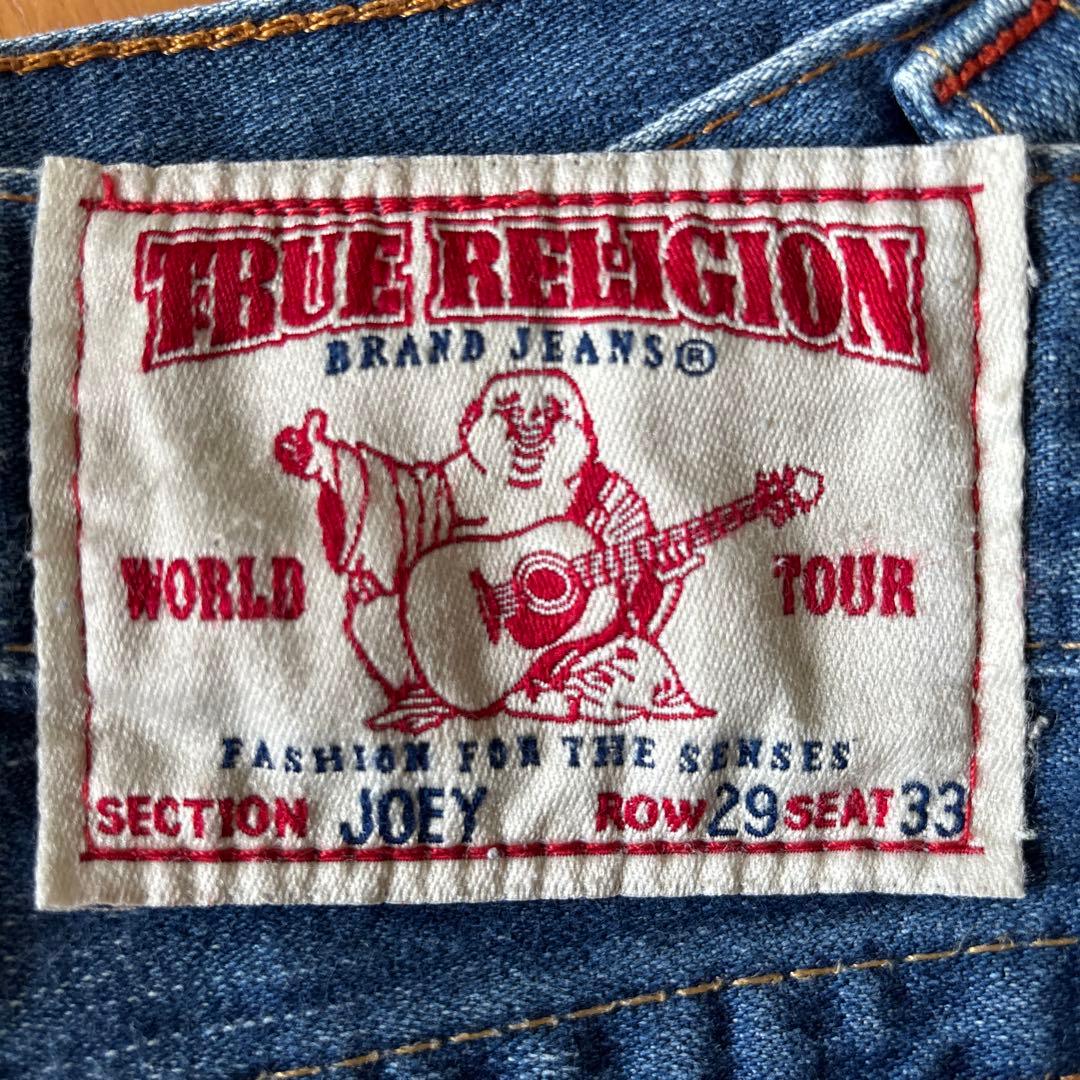 TRUE RELIGION
BRAND JEANS®
WORLD TOUR
FASHION FOR THE SENSES
SECTION JOEY ROW 29 SEAT 33